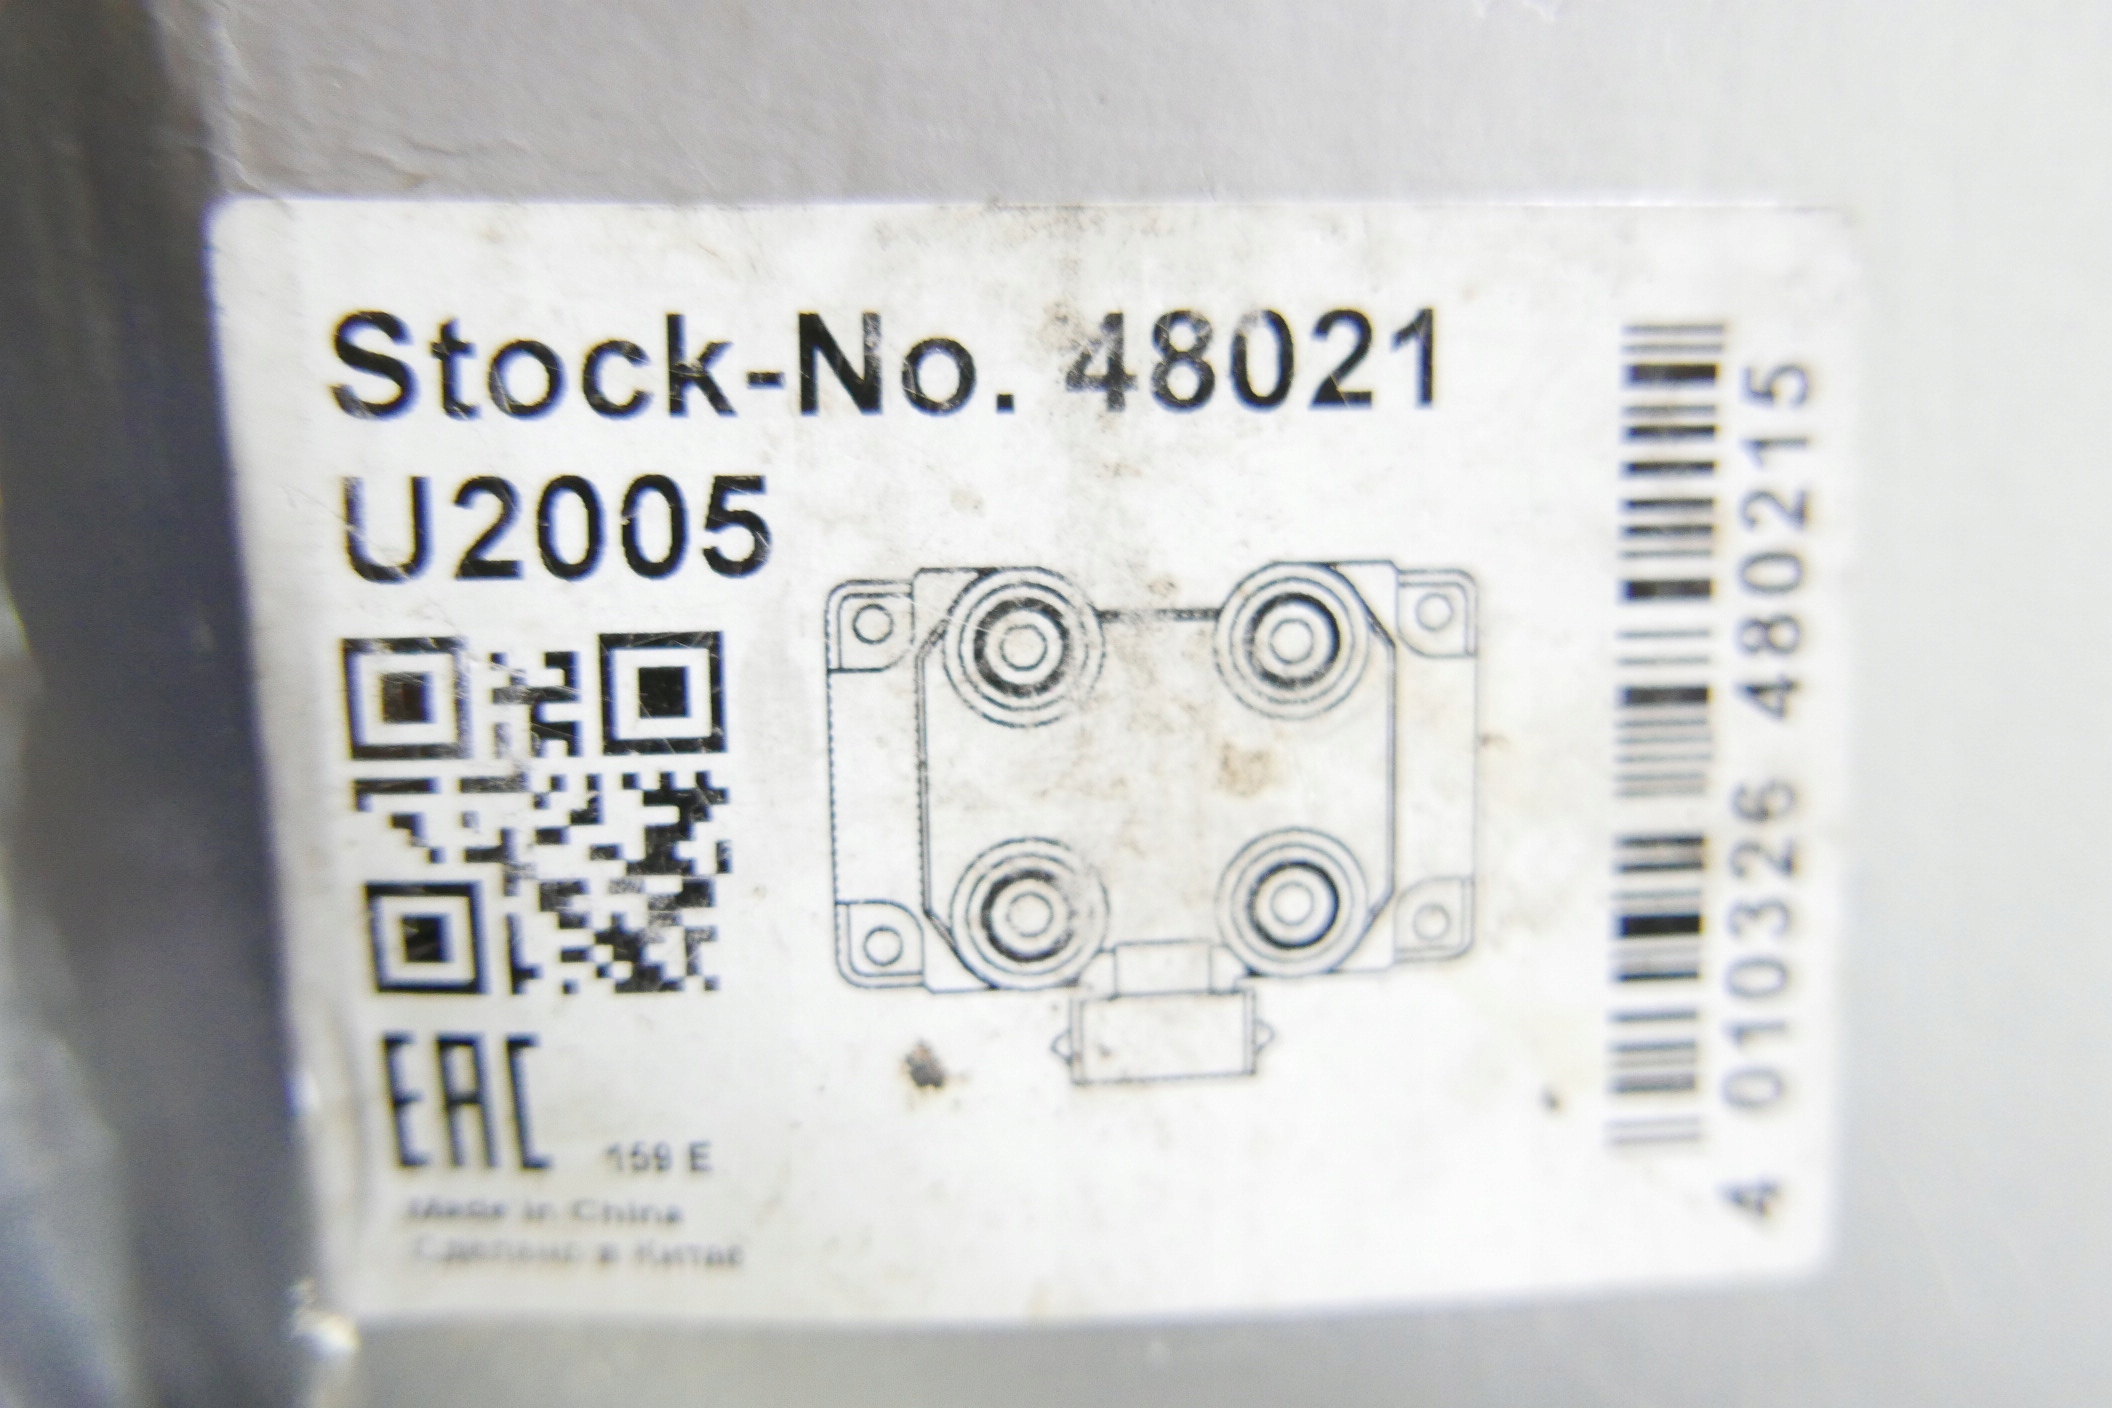 Stock-No. 48021
U2005
EAC
159 E
Made in China
Сделано в Китае
4 010326 480215